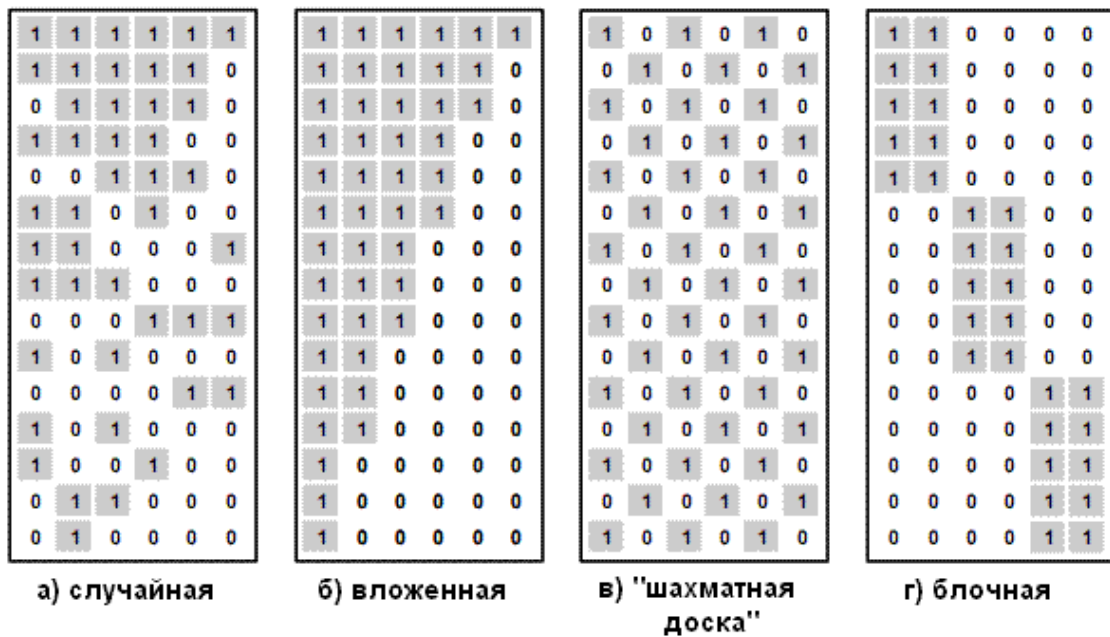 1 1 1 1 1 1 1 1 1 1 1 1 1 0 1 0 1 0 1 1 0 0 0 0
1 1 1 1 1 0 1 1 1 1 1 0 0 1 0 1 0 1 1 1 0 0 0 0
0 1 1 1 1 0 1 1 1 1 1 0 1 0 1 0 1 0 1 1 0 0 0 0
1 1 1 1 0 0 1 1 1 1 0 0 0 1 0 1 0 1 1 1 0 0 0 0
0 0 1 1 1 0 1 1 1 1 0 0 1 0 1 0 1 0 1 1 0 0 0 0
1 1 0 1 0 0 1 1 1 1 0 0 0 1 0 1 0 1 0 0 1 1 0 0
1 1 0 0 0 1 1 1 1 0 0 0 1 0 1 0 1 0 0 0 1 1 0 0
1 1 1 0 0 0 1 1 1 0 0 0 0 1 0 1 0 1 0 0 1 1 0 0
0 0 0 1 1 1 1 1 1 0 0 0 1 0 1 0 1 0 0 0 1 1 0 0
1 0 1 0 0 0 1 1 0 0 0 0 0 1 0 1 0 1 0 0 1 1 0 0
0 0 0 0 1 1 1 1 0 0 0 0 1 0 1 0 1 0 0 0 0 0 1 1
1 0 1 0 0 0 1 1 0 0 0 0 0 1 0 1 0 1 0 0 0 0 1 1
1 0 0 1 0 0 1 0 0 0 0 0 1 0 1 0 1 0 0 0 0 0 1 1
0 1 1 0 0 0 1 0 0 0 0 0 0 1 0 1 0 1 0 0 0 0 1 1
0 1 0 0 0 0 1 0 0 0 0 0 1 0 1 0 1 0 0 0 0 0 1 1
а) случайная
б) вложенная
в) "шахматная
доска"
г) блочная